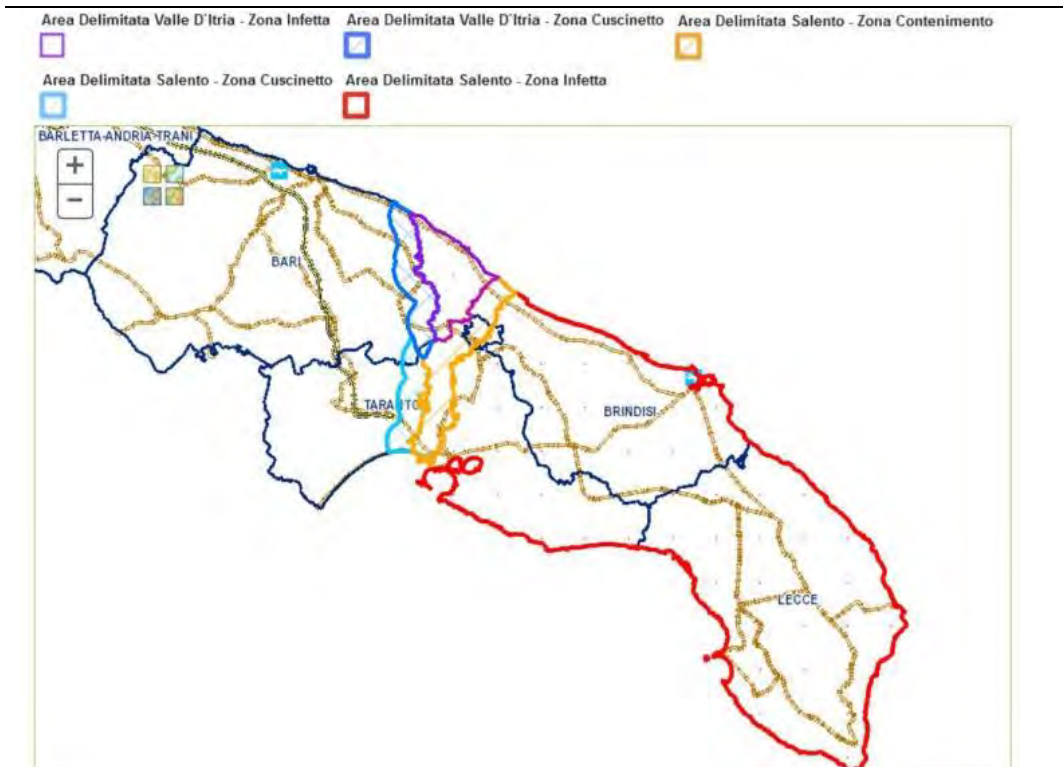 Area Delimitata Valle D`Itria - Zona Infetta Area Delimitata Valle D`Itria - Zona Cuscinetto Area Delimitata Salento - Zona Contenimento
Area Delimitata Salento - Zona Cuscinetto Area Delimitata Salento - Zona Infetta
BARLETTA-ANDRIA-TRANI
+
−
BARI
TARANTO
BRINDISI
LECCE